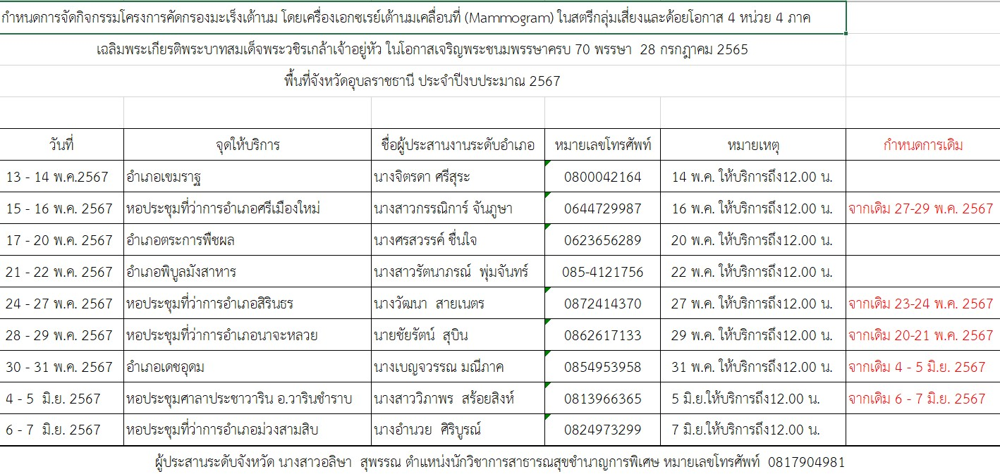 กำหนดการจัดกิจกรรมโครงการคัดกรองมะเร็งเต้านม โดยเครื่องเอกซเรย์เต้านมเคลื่อนที่ (Mammogram) ในสตรีกลุ่มเสี่ยงและด้อยโอกาส 4 หน่วย 4 ภาค
เฉลิมพระเกียรติพระบาทสมเด็จพระวชิรเกล้าเจ้าอยู่หัว ในโอกาสเจริญพระชนมพรรษาครบ 70 พรรษา 28 กรกฎาคม 2565
พื้นที่จังหวัดอุบลราชธานี ประจำปีงบประมาณ 2567
วันที่ จุดให้บริการ ชื่อผู้ประสานงานระดับอำเภอ หมายเลขโทรศัพท์ หมายเหตุ กำหนดการเดิม
13 - 14 พ.ค.2567 อำเภอเขมราฐ นางจิตรดา ศรีสุระ 0800042164 14 พ.ค. ให้บริการถึง12.00 น.
15 - 16 พ.ค. 2567 หอประชุมที่ว่าการอำเภอศรีเมืองใหม่ นางสาวกรรณิการ์ จันภูษา 0644729987 16 พ.ค. ให้บริการถึง12.00 น. จากเดิม 27-29 พ.ค. 2567
17 - 20 พ.ค. 2567 อำเภอตระการพืชผล นางศรสวรรค์ ชื่นใจ 0623656289 20 พ.ค. ให้บริการถึง12.00 น.
21 - 22 พ.ค. 2567 อำเภอพิบูลมังสาหาร นางสาวรัตนาภรณ์ พุ่มจันทร์ 085-4121756 22 พ.ค. ให้บริการถึง12.00 น.
24 - 27 พ.ค. 2567 หอประชุมที่ว่าการอำเภอสิรินธร นางวัฒนา สายเนตร 0872414370 27 พ.ค. ให้บริการถึง12.00 น. จากเดิม 23-24 พ.ค. 2567
28 - 29 พ.ค. 2567 หอประชุมที่ว่าการอำเภอนาจะหลวย นายชัยรัตน์ สุบิน 0862617133 29 พ.ค. ให้บริการถึง12.00 น. จากเดิม 20-21 พ.ค. 2567
30 - 31 พ.ค. 2567 อำเภอเดชอุดม นางเบญจวรรณ มณีภาค 0854953958 31 พ.ค. ให้บริการถึง12.00 น. จากเดิม 4 - 5 มิ.ย. 2567
4 - 5 มิ.ย. 2567 หอประชุมศาลาประชาวาริน อ.วารินชำราบ นางสาววิภาพร สร้อยสิงห์ 0813966365 5 มิ.ย.ให้บริการถึง12.00 น. จากเดิม 6 - 7 มิ.ย. 2567
6 - 7 มิ.ย. 2567 หอประชุมที่ว่าการอำเภอม่วงสามสิบ นางอำนวย ศิริบูรณ์ 0824973299 7 มิ.ย.ให้บริการถึง12.00 น.
ผู้ประสานระดับจังหวัด นางสาวอลิษา สุพรรณ ตำแหน่งนักวิชาการสาธารณสุขชำนาญการพิเศษ หมายเลขโทรศัพท์ 0817904981